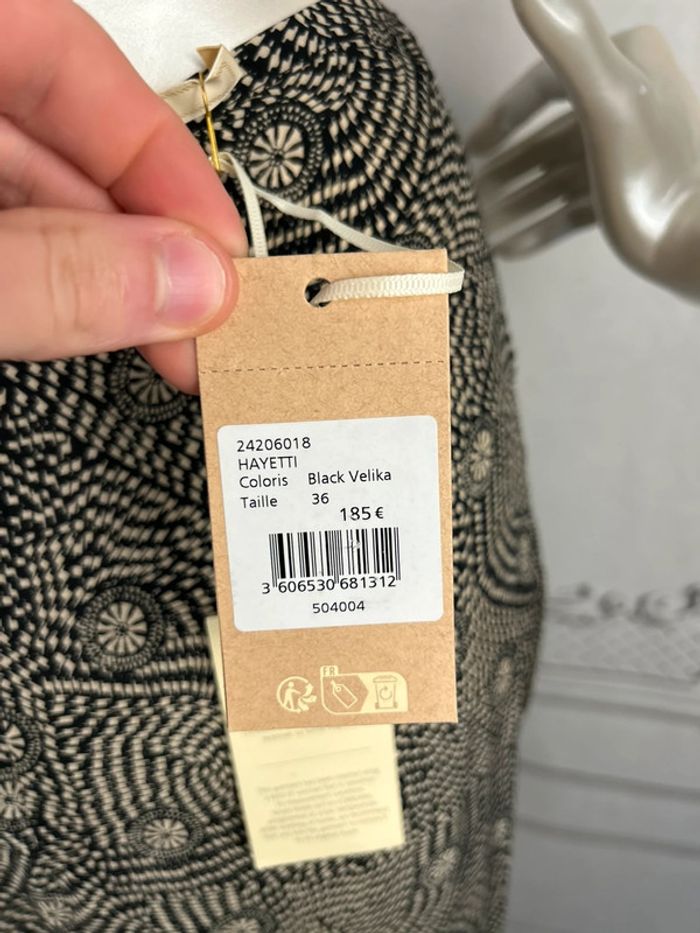 24206018
HAYETTI
Coloris Black Velika
Taille 36
185 €
3 606530 681312
504004
FR